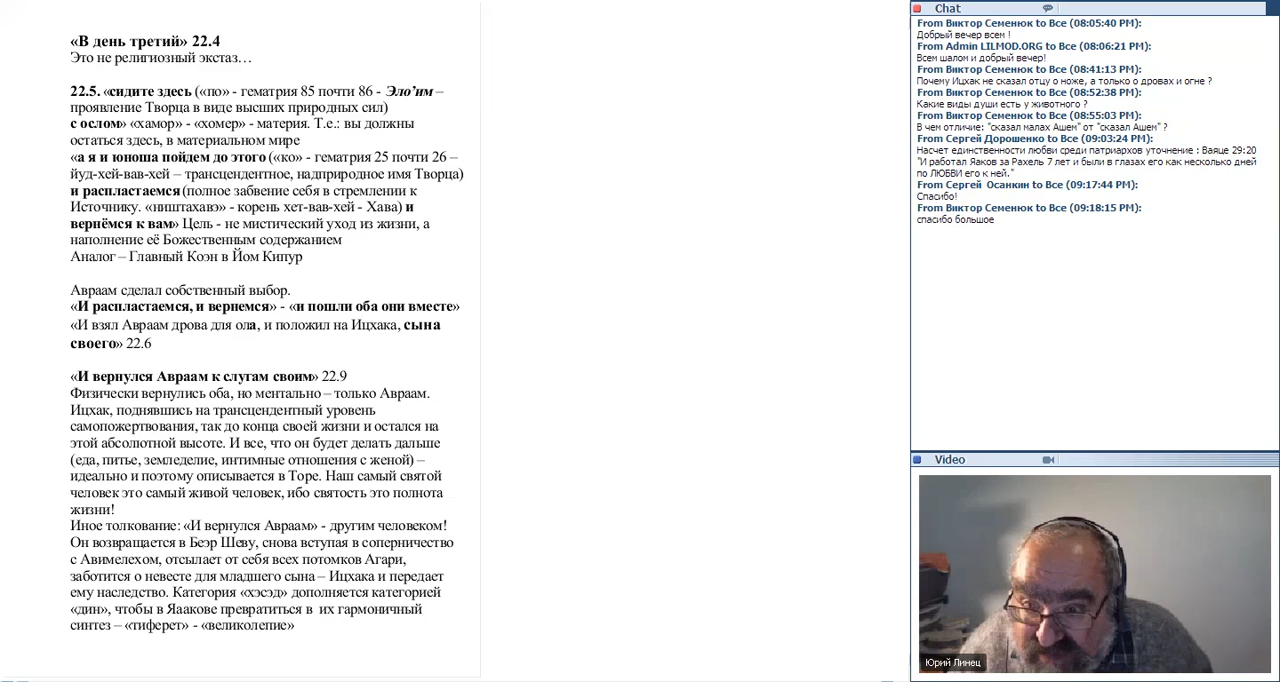 «В день третий» 22.4
Это не религиозный экстаз…
22.5. «сидите здесь («по» - гематрия 85 почти 86 - Эло’им –
проявление Творца в виде высших природных сил)
с ослом» «хамор» - «хомер» - материя. Т.е.: вы должны
остаться здесь, в материальном мире
«а я и юноша пойдем до этого («ко» - гематрия 25 почти 26 –
йуд-хей-вав-хей – трансцендентное, надприродное имя Творца)
и распластаемся (полное забвение себя в стремлении к
Источнику. «ништахавэ» - корень хет-вав-хей - Хава) и
вернёмся к вам» Цель - не мистический уход из жизни, а
наполнение её Божественным содержанием
Аналог – Главный Коэн в Йом Кипур
Авраам сделал собственный выбор.
«И распластаемся, и вернемся» - «и пошли оба они вместе»
«И взял Авраам дрова для ола, и положил на Ицхака, сына
своего» 22.6
«И вернулся Авраам к слугам своим» 22.9
Физически вернулись оба, но ментально – только Авраам.
Ицхак, поднявшись на трансцендентный уровень
самопожертвования, так до конца своей жизни и остался на
этой абсолютной высоте. И все, что он будет делать дальше
(еда, питье, земледелие, интимные отношения с женой) –
идеально и поэтому описывается в Торе. Наш самый святой
человек это самый живой человек, ибо святость это полнота
жизни!
Иное толкование: «И вернулся Авраам» - другим человеком!
Он возвращается в Беэр Шеву, снова вступая в соперничество
с Авимелехом, отсылает от себя всех потомков Агари,
заботится о невесте для младшего сына – Ицхака и передает
ему наследство. Категория «хэсэд» дополняется категорией
«дин», чтобы в Яаакове превратиться в их гармоничный
синтез – «тиферет» - «великолепие»
Chat
From Виктор Семенюк to Все (08:05:40 PM):
Добрый вечер всем !
From Admin LILMOD.ORG to Все (08:06:21 PM):
Всем шалом и добрый вечер!
From Виктор Семенюк to Все (08:41:13 PM):
Почему Ицхак не сказал отцу о ноже, а только о дровах и огне ?
From Виктор Семенюк to Все (08:52:38 PM):
Какие виды души есть у животного ?
From Виктор Семенюк to Все (08:55:03 PM):
В чем отличие: "сказал малах Ашем" от "сказал Ашем" ?
From Сергей Дорошенко to Все (09:03:24 PM):
Насчет единственности любви среди патриархов уточнение : Ваяце 29:20
"И работал Яаков за Рахель 7 лет и были в глазах его как несколько дней
по ЛЮБВИ его к ней."
From Сергей Осанкин to Все (09:17:44 PM):
Спасибо!
From Виктор Семенюк to Все (09:18:15 PM):
спасибо большое
Video
Юрий Линец